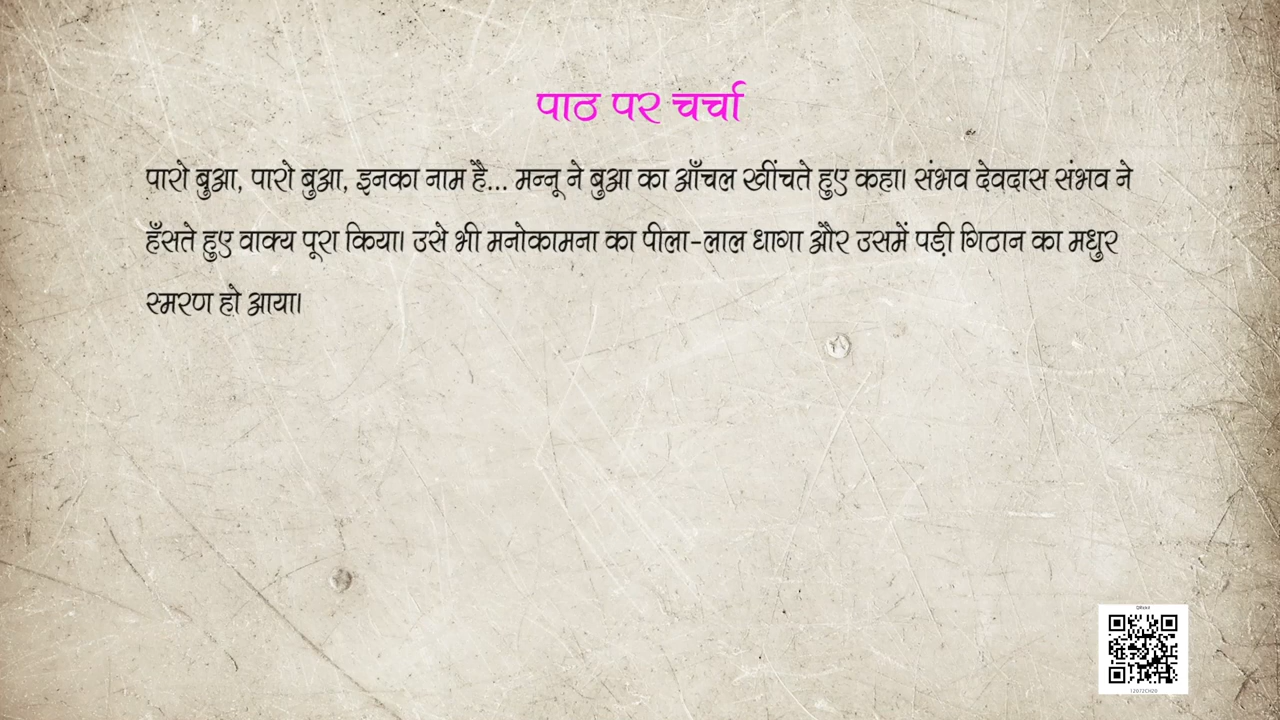 पाठ पर चर्चा
पारो बुआ, पारो बुआ, इनका नाम है... मन्नू ने बुआ का आँचल खींचते हुए कहा। संभव देवदास संभव ने
हँसते हुए वाक्य पूरा किया। उसे भी मनोकामना का पीला-लाल धागा और उसमें पड़ी गिठान का मधुर
स्मरण हो आया।
12072CH20